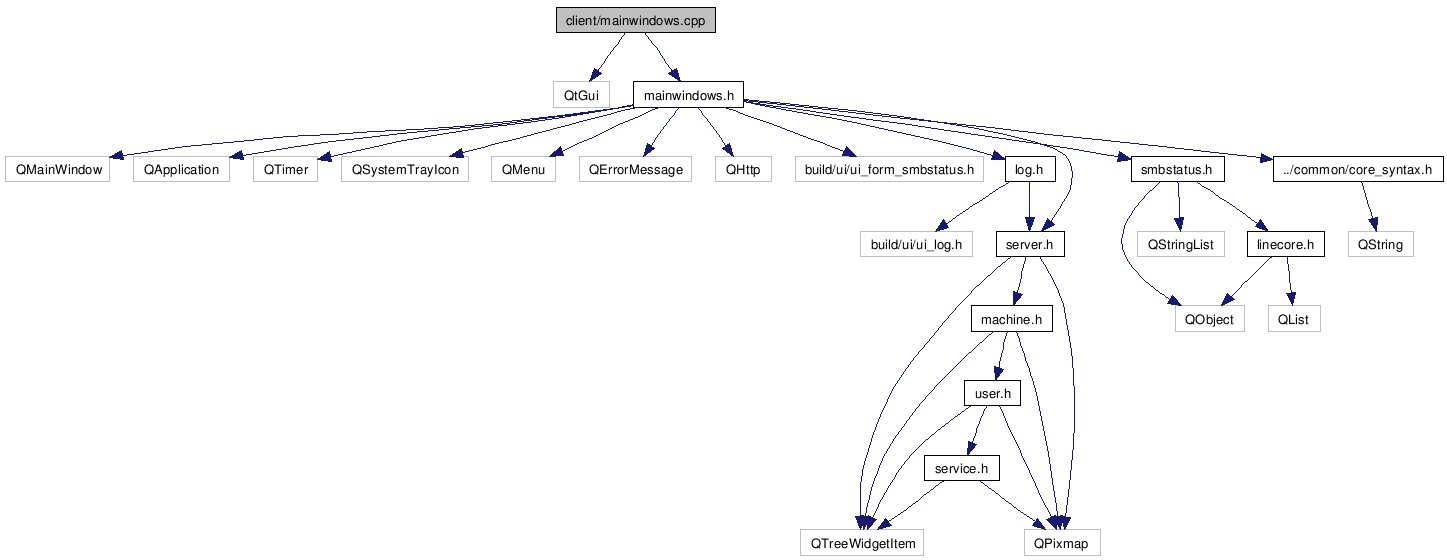 client/mainwindows.cpp
QtGui
mainwindows.h
QMainWindow
QApplication
QTimer
QSystemTrayIcon
QMenu
QErrorMessage
QHttp
build/ui/ui_form_smbstatus.h
log.h
smbstatus.h
../common/core_syntax.h
build/ui/ui_log.h
server.h
QStringList
linecore.h
QString
machine.h
QObject
QList
user.h
service.h
QTreeWidgetItem
QPixmap